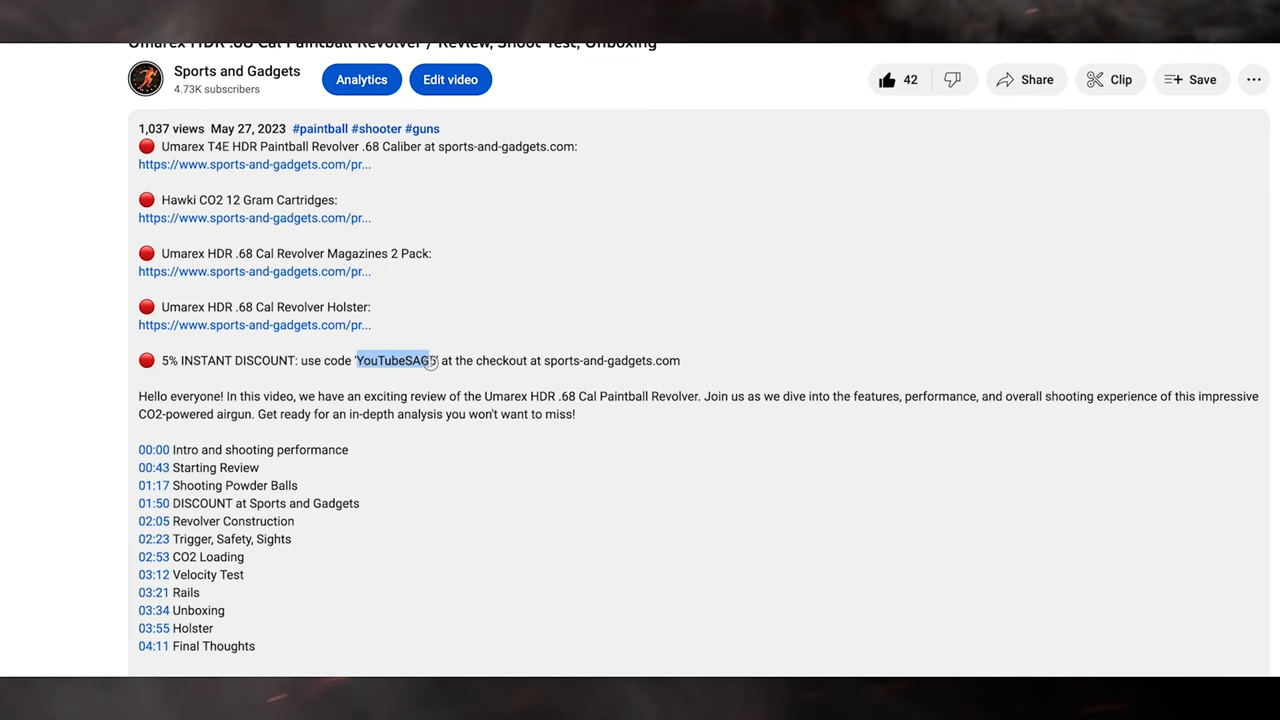 Umarex HDR .68 Cal Paintball Revolver / Review, Shoot Test, Unboxing
Sports and Gadgets
4.73K subscribers
Analytics
Edit video
42
Share
Clip
Save
1,037 views May 27, 2023 #paintball #shooter #guns
Umarex T4E HDR Paintball Revolver .68 Caliber at sports-and-gadgets.com:
https://www.sports-and-gadgets.com/pr...
Hawki CO2 12 Gram Cartridges:
https://www.sports-and-gadgets.com/pr...
Umarex HDR .68 Cal Revolver Magazines 2 Pack:
https://www.sports-and-gadgets.com/pr...
Umarex HDR .68 Cal Revolver Holster:
https://www.sports-and-gadgets.com/pr...
5% INSTANT DISCOUNT: use code 'YouTubeSAG5' at the checkout at sports-and-gadgets.com
Hello everyone! In this video, we have an exciting review of the Umarex HDR .68 Cal Paintball Revolver. Join us as we dive into the features, performance, and overall shooting experience of this impressive
CO2-powered airgun. Get ready for an in-depth analysis you won't want to miss!
00:00 Intro and shooting performance
00:43 Starting Review
01:17 Shooting Powder Balls
01:50 DISCOUNT at Sports and Gadgets
02:05 Revolver Construction
02:23 Trigger, Safety, Sights
02:53 CO2 Loading
03:12 Velocity Test
03:21 Rails
03:34 Unboxing
03:55 Holster
04:11 Final Thoughts